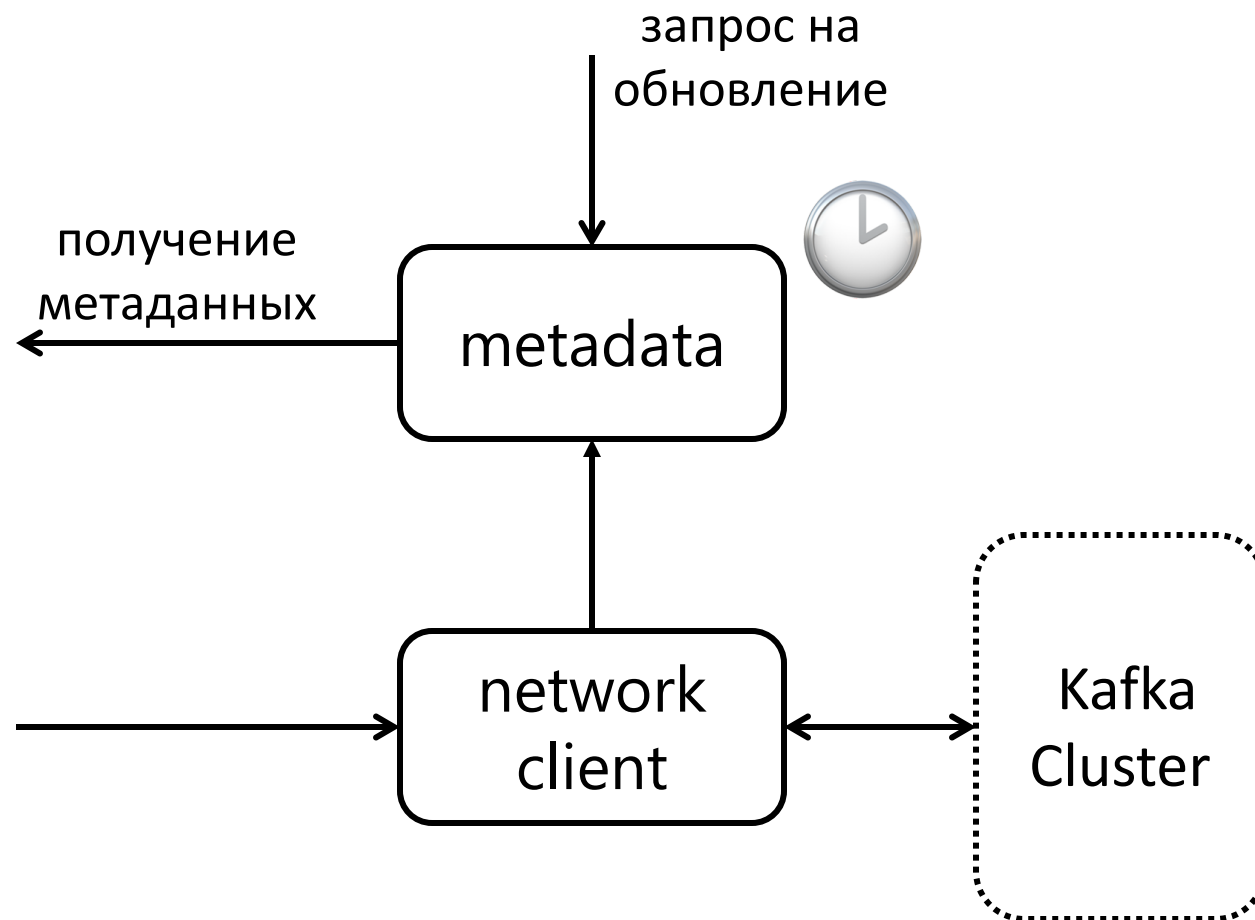 запрос на
обновление
получение
метаданных
metadata
network
client
Kafka
Cluster